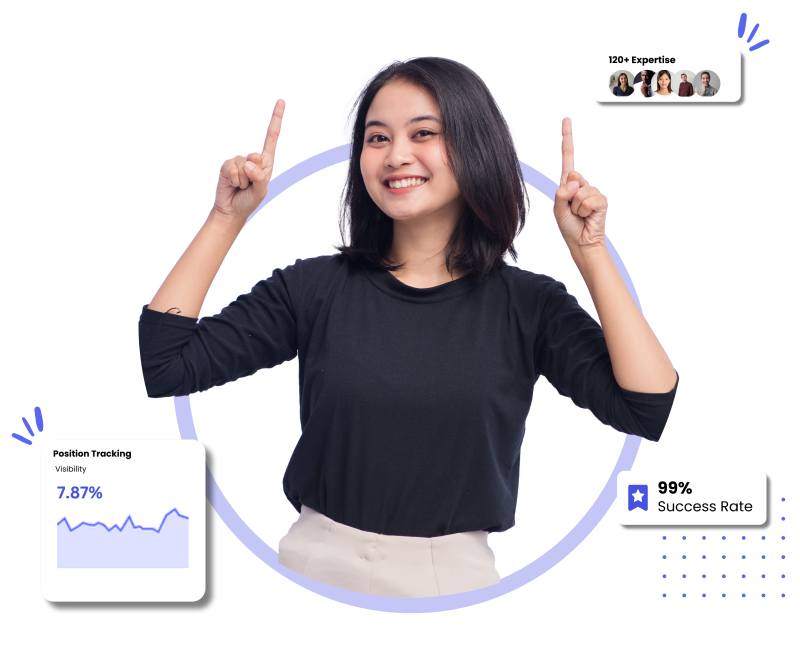 120+ Expertise
Position Tracking
Visibility
7.87%
99%
Success Rate